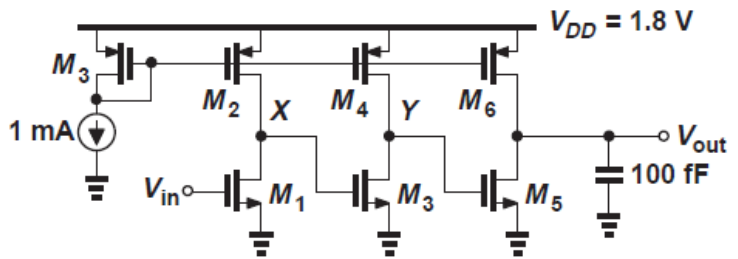 V_DD = 1.8 V
M_3
M_2
X
M_4
Y
M_6
1 mA
V_out
100 fF
V_in
M_1
M_3
M_5